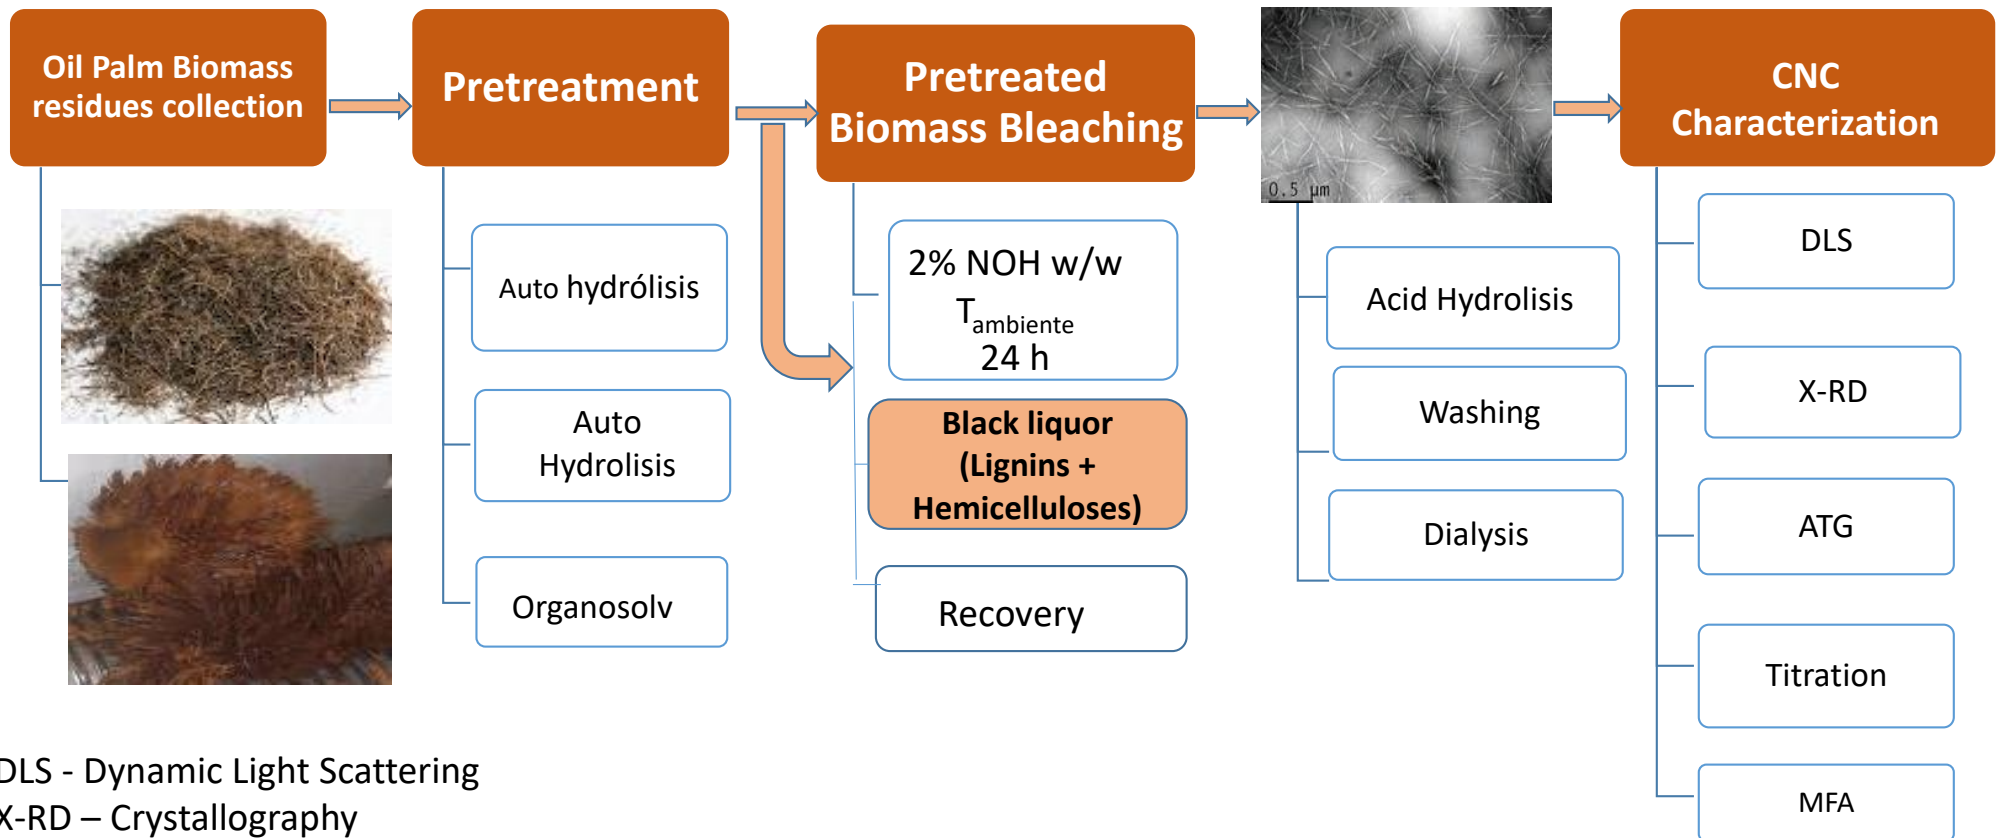 Oil Palm Biomass
residues collection
Pretreatment
Auto hydrólisis
Auto
Hydrolisis
Organosolv
Pretreated
Biomass Bleaching
2% NOH w/w
T ambiente
24 h
Black liquor
(Lignins +
Hemicelluloses)
Recovery
0.5 µm
Acid Hydrolisis
Washing
Dialysis
CNC
Characterization
DLS
X-RD
ATG
Titration
MFA
DLS - Dynamic Light Scattering
X-RD – Crystallography